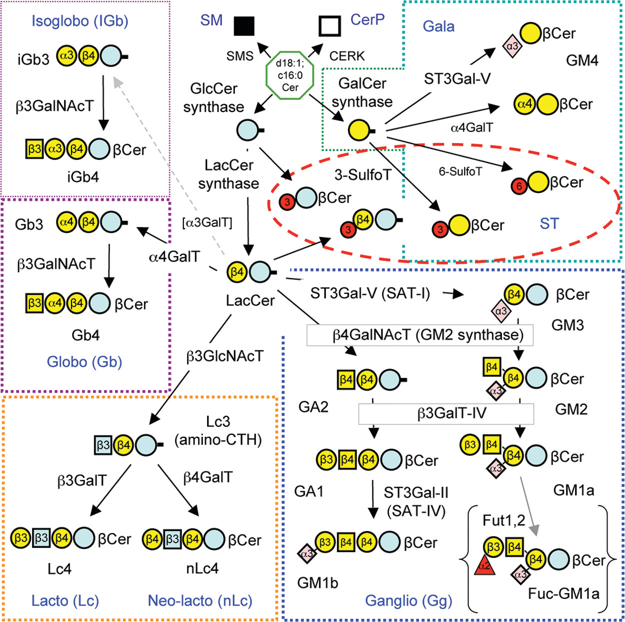 Isoglobo (IGb)
iGb3
α3 β4
β3GalNAcT
β3 α3 β4
βCer
iGb4
SM
CerP
SMS
CERK
d18:1;
c16:0
Cer
GlcCer
synthase
GalCer
synthase
LacCer
synthase
[α3GalT]
Gala
α3
βCer
GM4
ST3Gal-V
α4
βCer
α4GalT
6-SulfoT
6
βCer
3-SulfoT
3
βCer
3
β4
βCer
3
βCer
ST
Gb3
α4 β4
β3GalNAcT
α4GalT
β3 α4 β4
βCer
Gb4
Globo (Gb)
β4
LacCer
β3GlcNAcT
ST3Gal-V (SAT-I)
β4
βCer
α3
GM3
β4GalNAcT (GM2 synthase)
β4 β4
GA2
β4
β4
βCer
α3
GM2
β3GalT-IV
β3 β4 β4
βCer
GA1
β3 β4
β4
βCer
α3
GM1a
ST3Gal-II
(SAT-IV)
β3 β4 β4
βCer
α3
GM1b
Fut1,2
β3 β4
β4
βCer
α2
α3
Fuc-GM1a
Ganglio (Gg)
Lc3
(amino-CTH)
β3 β4
β3GalT
β4GalT
β3 β3 β4
βCer
Lc4
β4 β3 β4
βCer
nLc4
Lacto (Lc)
Neo-lacto (nLc)